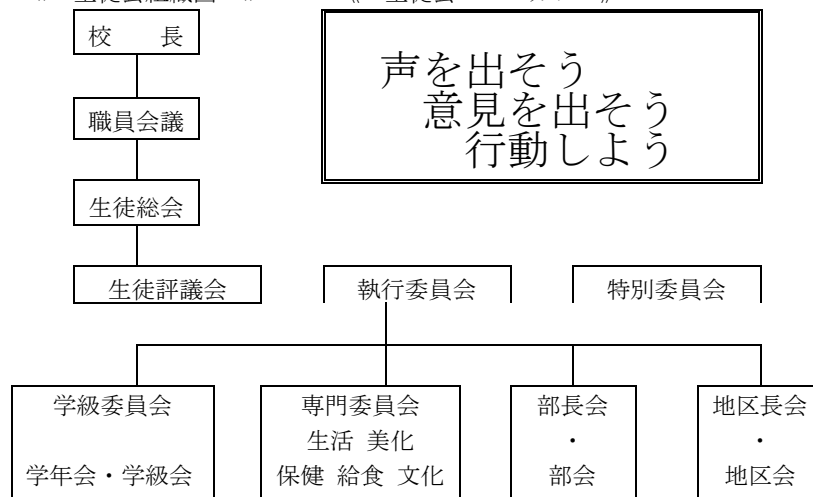 校　長
声を出そう
意見を出そう
行動しよう
職員会議
生徒総会
生徒評議会　執行委員会　特別委員会
学級委員会　専門委員会　部長会　地区長会
生活 美化　・　・
学年会・学級会　保健 給食 文化　部会　地区会